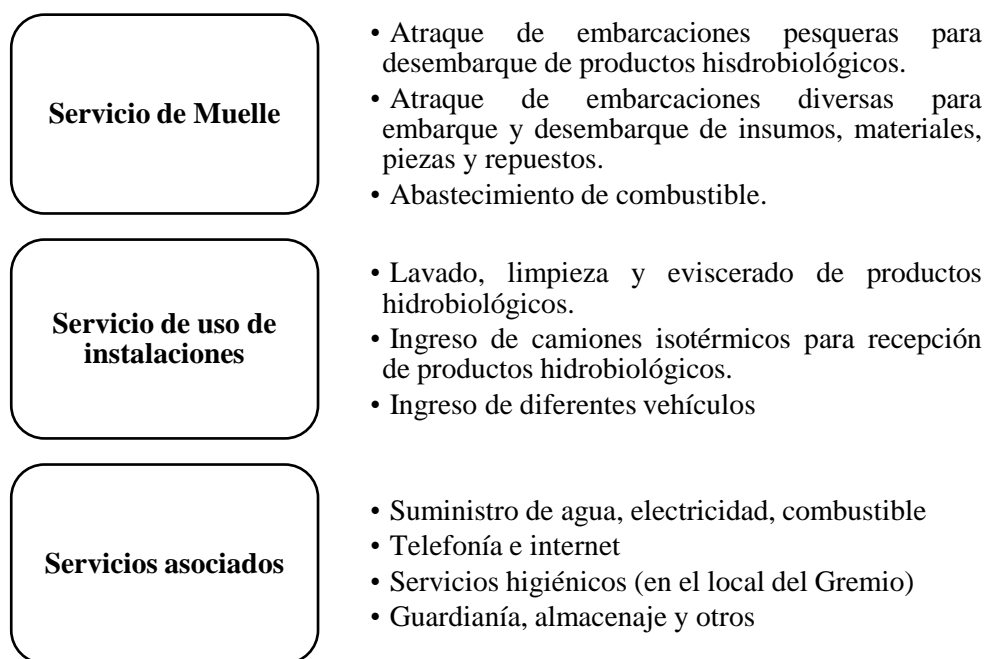 Servicio de Muelle
• Atraque de embarcaciones pesqueras para
desembarque de productos hisdrobiológicos.
• Atraque de embarcaciones diversas para
embarque y desembarque de insumos, materiales,
piezas y repuestos.
• Abastecimiento de combustible.
Servicio de uso de
instalaciones
• Lavado, limpieza y eviscerado de productos
hidrobiológicos.
• Ingreso de camiones isotérmicos para recepción
de productos hidrobiológicos.
• Ingreso de diferentes vehículos
Servicios asociados
• Suministro de agua, electricidad, combustible
• Telefonía e internet
• Servicios higiénicos (en el local del Gremio)
• Guardianía, almacenaje y otros